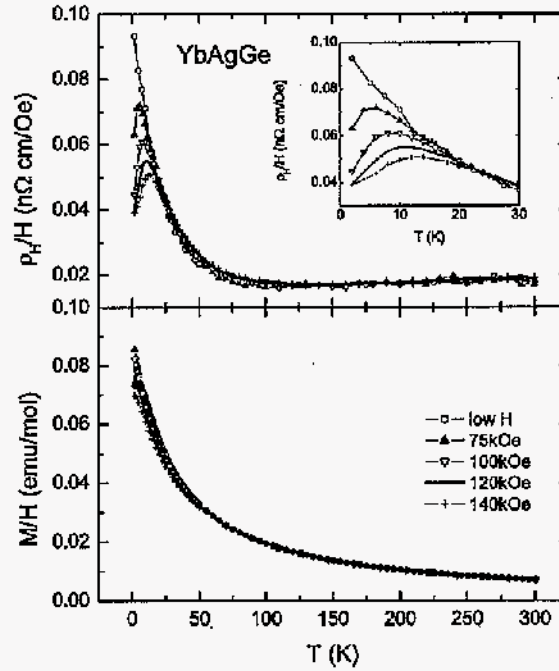 YbAgGe
ρH/H (nΩ cm/Oe)
0.10
0.08
0.06
0.04
0.02
0.10
ρH/H (nΩ cm/Oe)
0.10
0.08
0.06
0.04
0 10 20 30
T (K)
M/H (emu/mol)
0.08
0.06
0.04
0.02
0.00
low H
75kOe
100kOe
120kOe
140kOe
0 50 100 150 200 250 300
T (K)